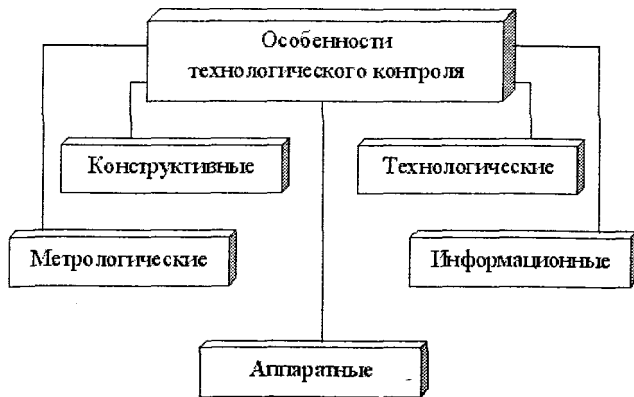 Особенности
технологического контроля
Конструктивные
Технологические
Метрологические
Информационные
Аппаратные